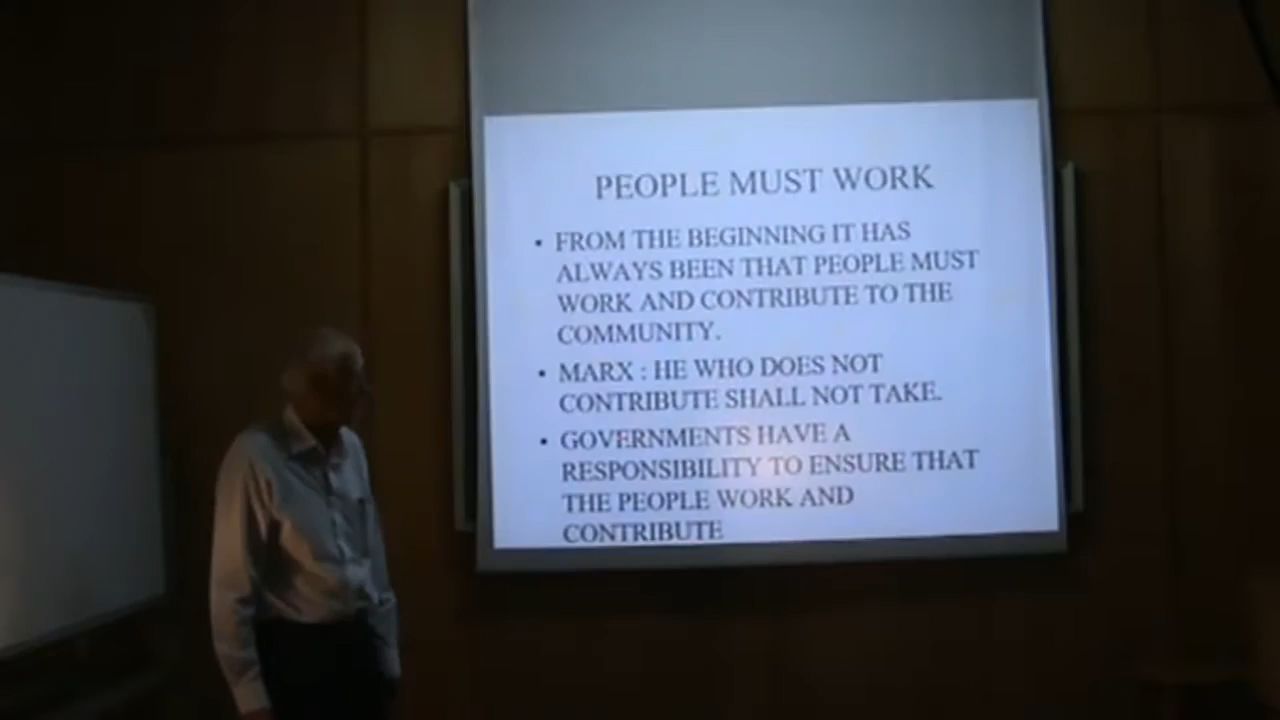 PEOPLE MUST WORK
• FROM THE BEGINNING IT HAS
ALWAYS BEEN THAT PEOPLE MUST
WORK AND CONTRIBUTE TO THE
COMMUNITY.
• MARX : HE WHO DOES NOT
CONTRIBUTE SHALL NOT TAKE.
• GOVERNMENTS HAVE A
RESPONSIBILITY TO ENSURE THAT
THE PEOPLE WORK AND
CONTRIBUTE